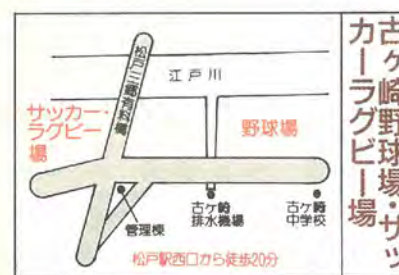 古ヶ崎野球場・サッ
カーラグビー場
松戸三郷有料橋
江戸川
サッカー・
ラグビー
場
野球場
管理棟
古ケ崎
排水機場
古ケ崎
中学校
松戸駅西口から徒歩20分